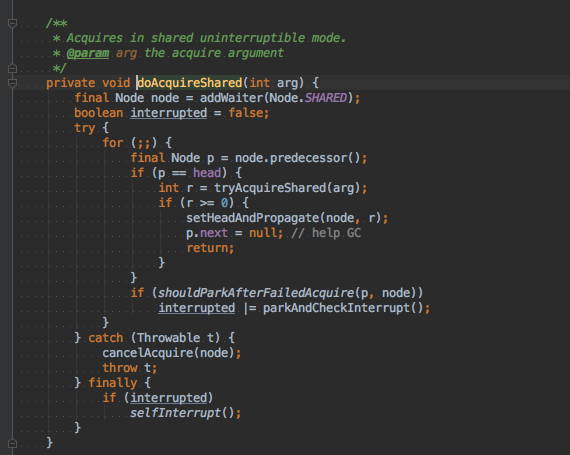 /**
 * Acquires in shared uninterruptible mode.
 * @param arg the acquire argument
 */
private void doAcquireShared(int arg) {
    final Node node = addWaiter(Node.SHARED);
    boolean interrupted = false;
    try {
        for (;;) {
            final Node p = node.predecessor();
            if (p == head) {
                int r = tryAcquireShared(arg);
                if (r >= 0) {
                    setHeadAndPropagate(node, r);
                    p.next = null; // help GC
                    return;
                }
            }
            if (shouldParkAfterFailedAcquire(p, node))
                interrupted |= parkAndCheckInterrupt();
        }
    } catch (Throwable t) {
        cancelAcquire(node);
        throw t;
    } finally {
        if (interrupted)
            selfInterrupt();
    }
}